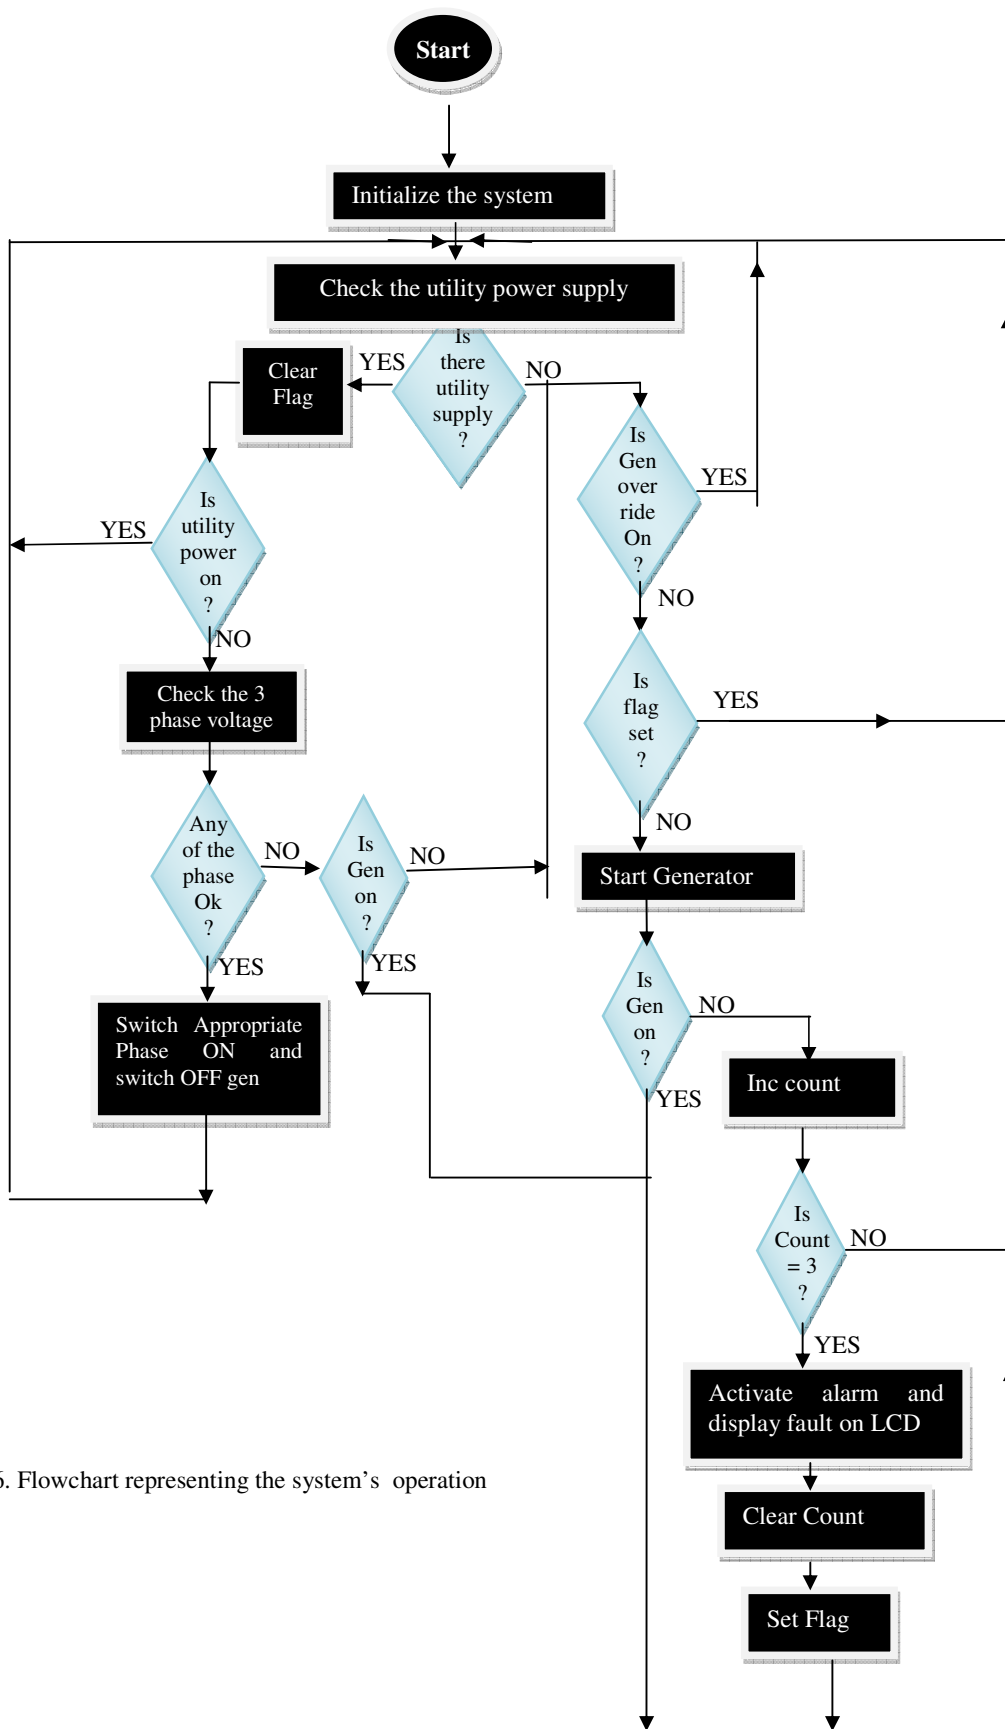 Start
Initialize the system
Check the utility power supply
Is
there
utility
supply
?
YES
NO
Clear
Flag
Is
Gen
over
ride
On
?
YES
NO
Is
utility
power
on
?
YES
NO
Check the 3
phase voltage
Is
flag
set
?
YES
NO
Any
of the
phase
Ok
?
NO
YES
Is
Gen
on
?
NO
YES
Start Generator
Switch Appropriate
Phase ON and
switch OFF gen
Is
Gen
on
?
NO
YES
Inc count
Is
Count
= 3
?
NO
YES
Activate alarm and
display fault on LCD
Clear Count
Set Flag
6. Flowchart representing the system's operation